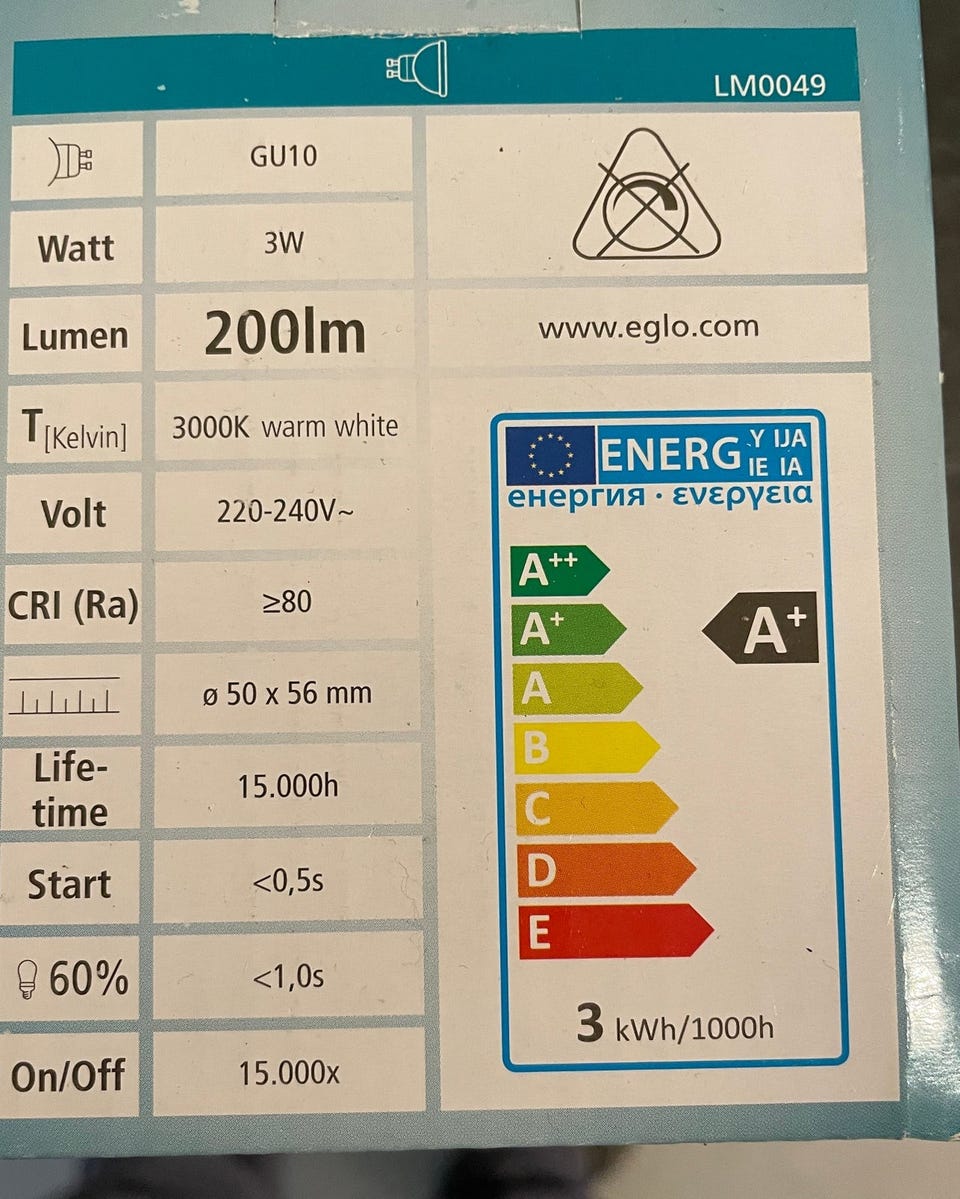 LM0049
GU10
Watt 3W
Lumen 200lm
www.eglo.com
T[Kelvin] 3000K warm white
Volt 220-240V~
CRI (Ra) ≥80
ø 50 x 56 mm
Life-
time
15.000h
Start <0,5s
60% <1,0s
On/Off 15.000x
ENERG Y IJA
IE IA
енергия · ενεργεια
A++
A+
A+
A
B
C
D
E
3 kWh/1000h